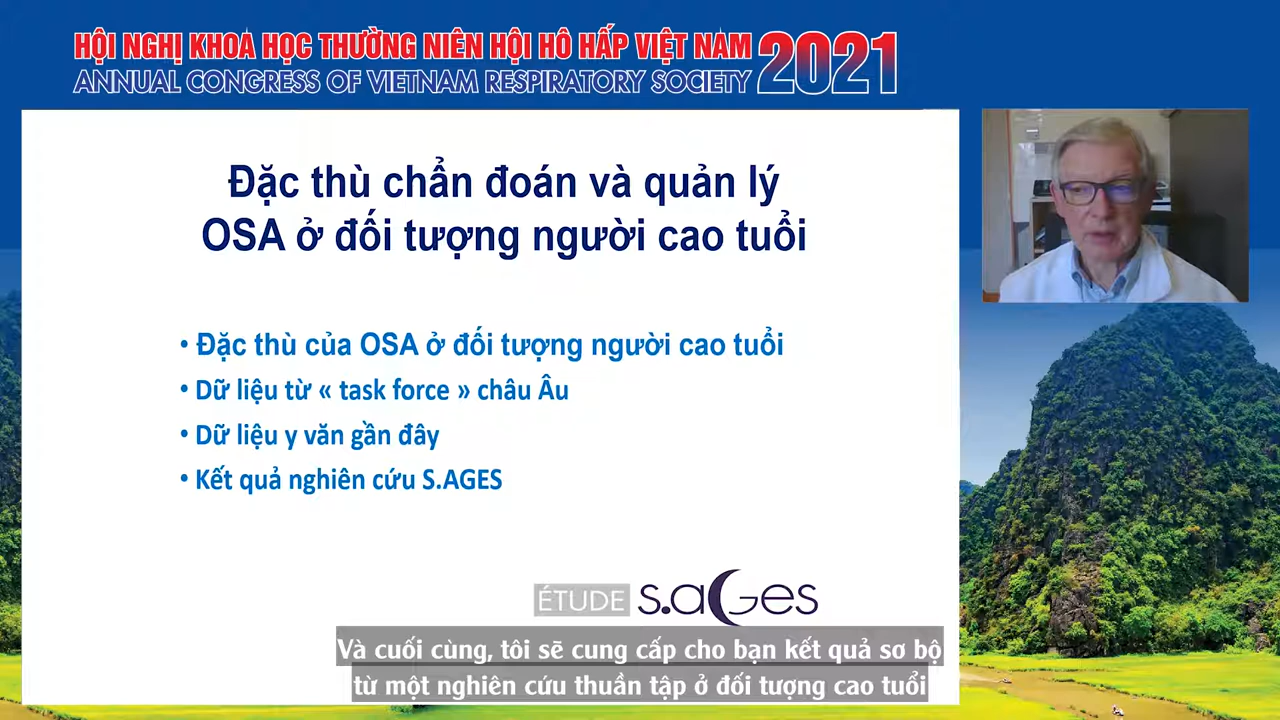 HỘI NGHỊ KHOA HỌC THƯỜNG NIÊN HỘI HÔ HẤP VIỆT NAM 2021
ANNUAL CONGRESS OF VIETNAM RESPIRATORY SOCIETY
Đặc thù chẩn đoán và quản lý
OSA ở đối tượng người cao tuổi
• Đặc thù của OSA ở đối tượng người cao tuổi
• Dữ liệu từ « task force » châu Âu
• Dữ liệu y văn gần đây
• Kết quả nghiên cứu S.AGES
ÉTUDE s.aGes
Và cuối cùng, tôi sẽ cung cấp cho bạn kết quả sơ bộ
từ một nghiên cứu thuần tập ở đối tượng cao tuổi